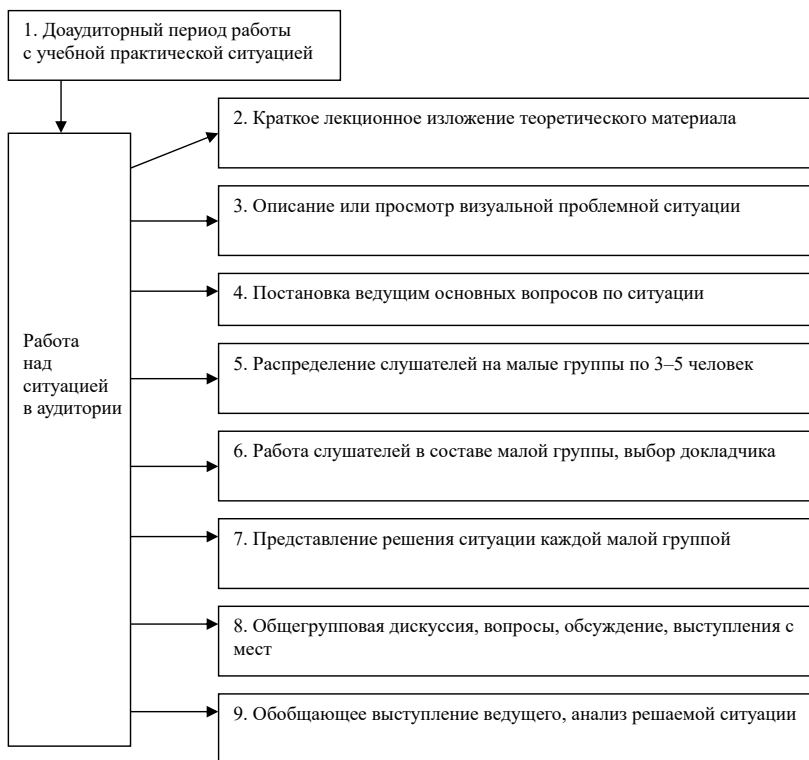 1. Доаудиторный период работы
с учебной практической ситуацией
2. Краткое лекционное изложение теоретического материала
3. Описание или просмотр визуальной проблемной ситуации
4. Постановка ведущим основных вопросов по ситуации
Работа
над
ситуацией
в аудитории
5. Распределение слушателей на малые группы по 3–5 человек
6. Работа слушателей в составе малой группы, выбор докладчика
7. Представление решения ситуации каждой малой группой
8. Общегрупповая дискуссия, вопросы, обсуждение, выступления с
мест
9. Обобщающее выступление ведущего, анализ решаемой ситуации